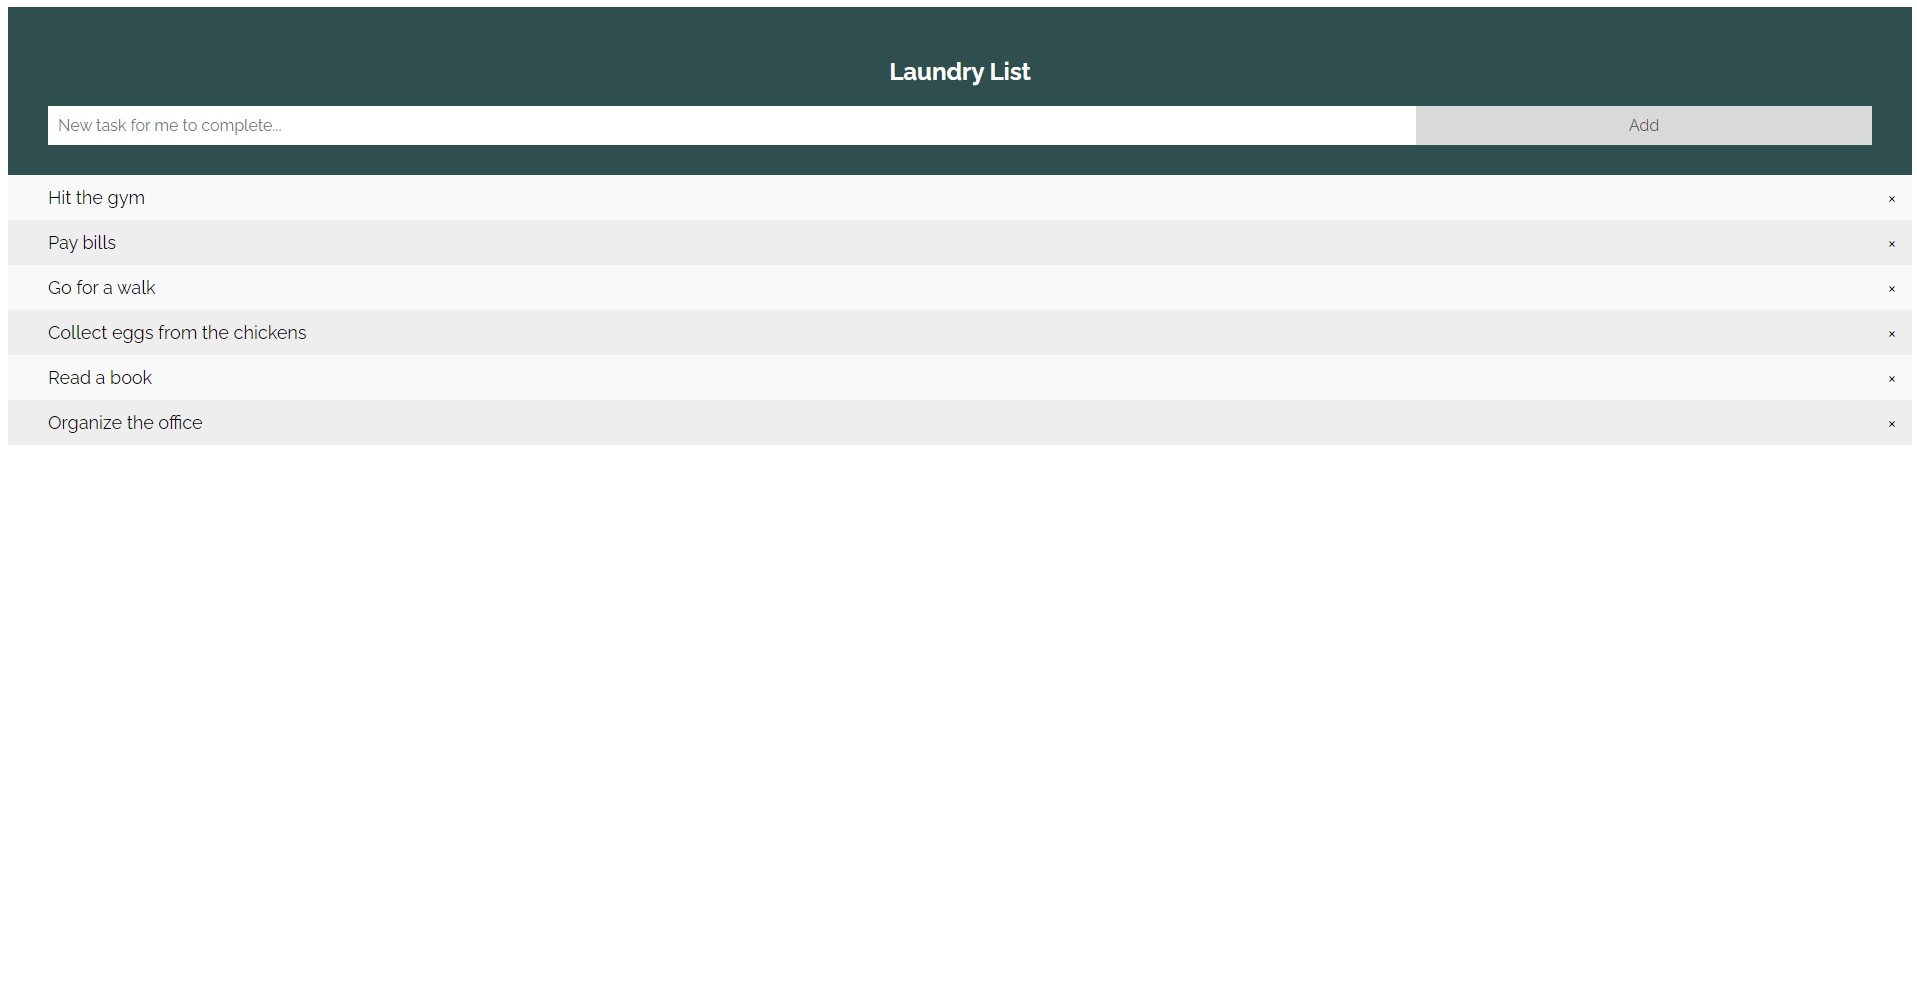 Laundry List
New task for me to complete...
Add
Hit the gym
×
Pay bills
×
Go for a walk
×
Collect eggs from the chickens
×
Read a book
×
Organize the office
×